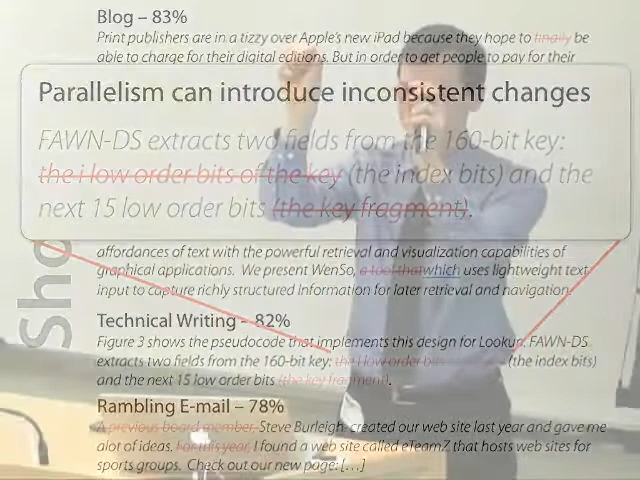 Blog – 83%
Print publishers are in a tizzy over Apple's new iPad because they hope to finally be
able to charge for their digital editions. But in order to get people to pay for their
Parallelism can introduce inconsistent changes
FAWN-DS extracts two fields from the 160-bit key:
the i low order bits of the key (the index bits) and the
next 15 low order bits (the key fragment).
Sho
affordances of text with the powerful retrieval and visualization capabilities of
graphical applications. We present WenSo, a tool thatwhich uses lightweight text
input to capture richly structured information for later retrieval and navigation.
Technical Writing – 82%
Figure 3 shows the pseudocode that implements this design for Lookup. FAWN-DS
extracts two fields from the 160-bit key: the i low order bits of the key (the index bits)
and the next 15 low order bits (the key fragment).
Rambling E-mail – 78%
A previous board member, Steve Burleigh, created our web site last year and gave me
alot of ideas. For this year, I found a web site called eTeamZ that hosts web sites for
sports groups. Check out our new page: […]